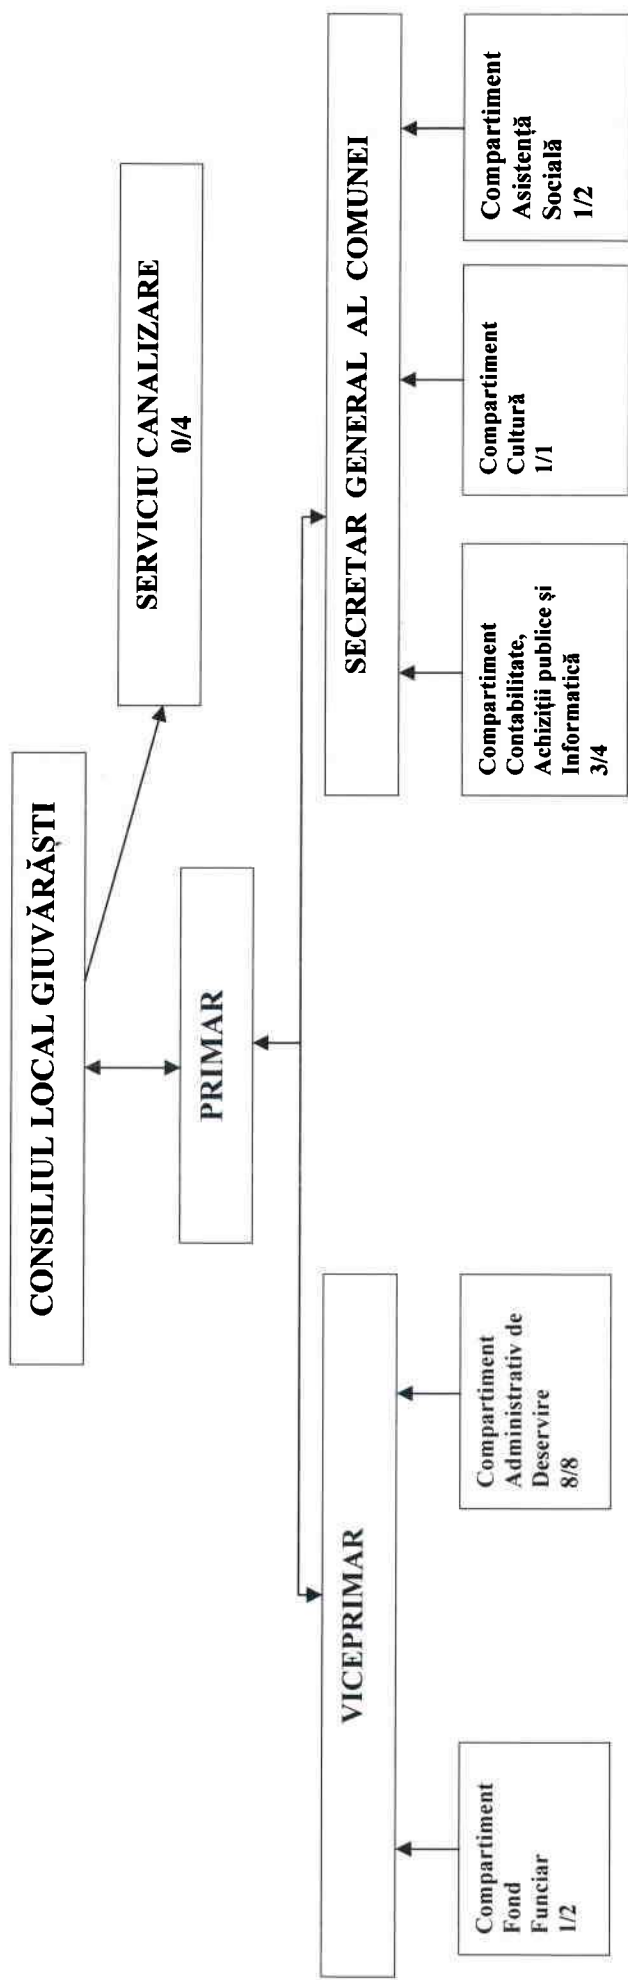 CONSILIUL LOCAL GIUVĂRĂȘTI
SERVICIU CANALIZARE
0/4
PRIMAR
VICEPRIMAR
SECRETAR GENERAL AL COMUNEI
Compartiment
Fond
Funciar
1/2
Compartiment
Administrativ de
Deservire
8/8
Compartiment
Contabilitate,
Achiziții publice și
Informatică
3/4
Compartiment
Cultură
1/1
Compartiment
Asistență
Socială
1/2